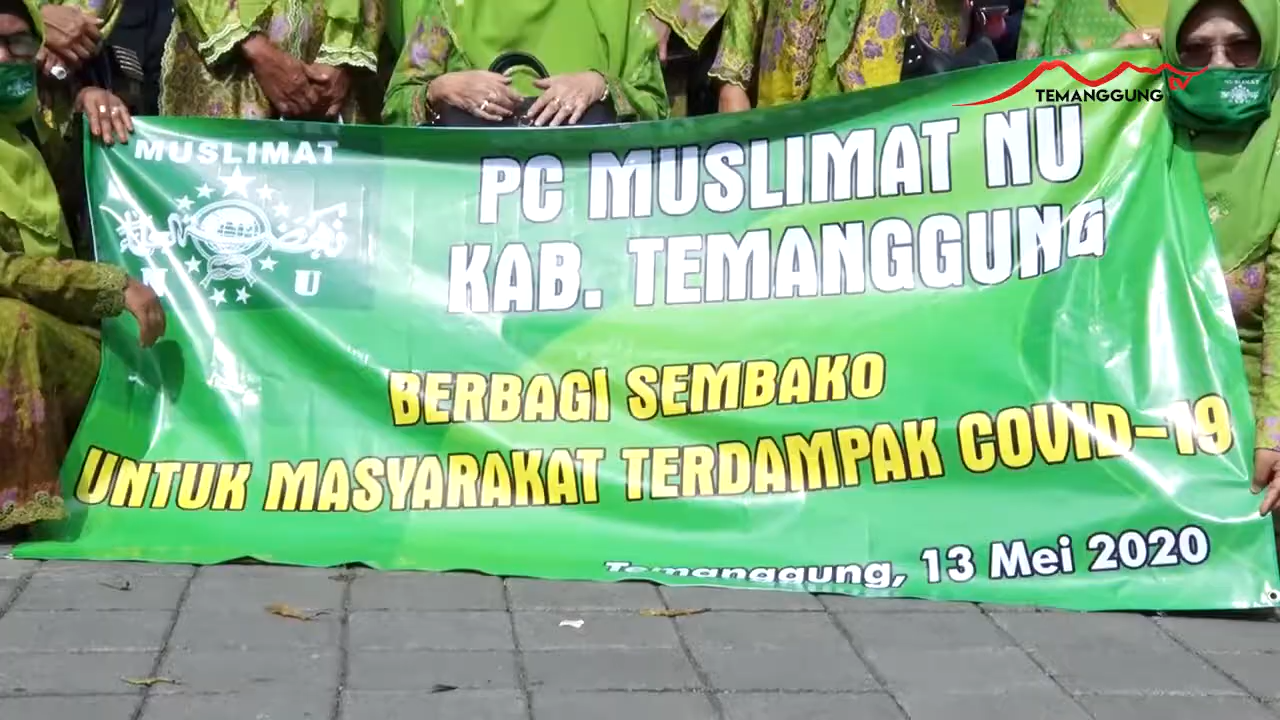 TEMANGGUNG
MUSLIMAT
N U
PC MUSLIMAT NU
KAB. TEMANGGUNG
BERBAGI SEMBAKO
UNTUK MASYARAKAT TERDAMPAK COVID-19
Temanggung, 13 Mei 2020